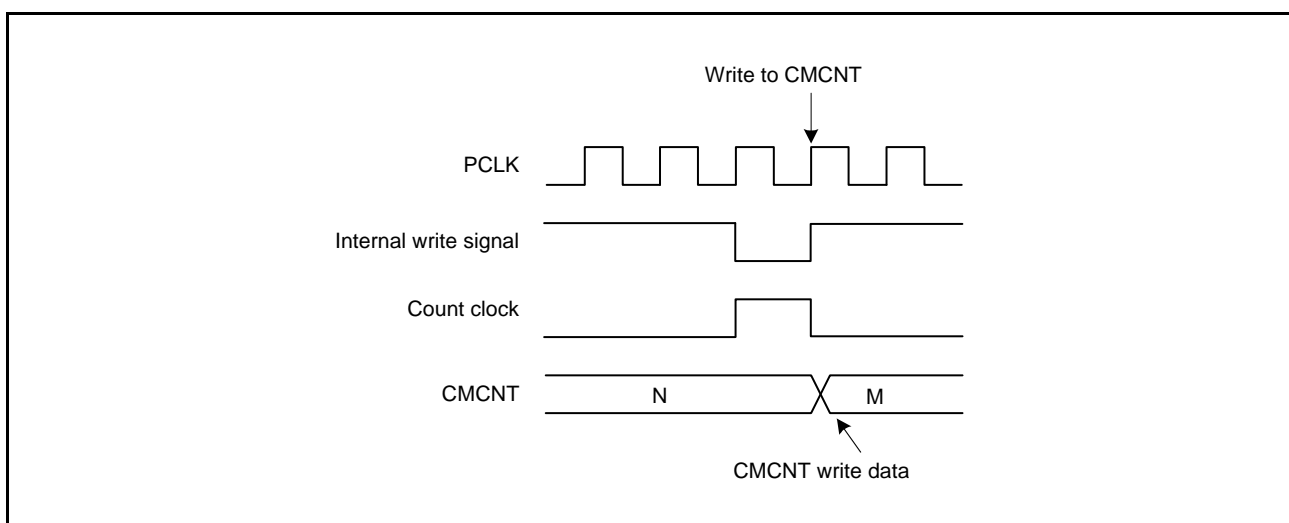 Write to CMCNT
PCLK
Internal write signal
Count clock
CMCNT
N
M
CMCNT write data